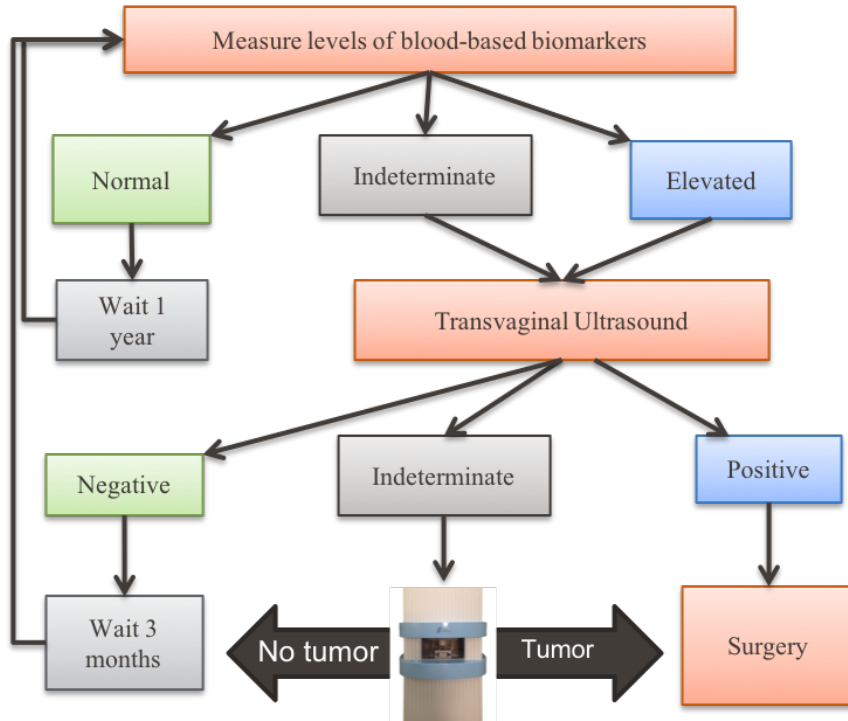 Measure levels of blood-based biomarkers
Normal
Indeterminate
Elevated
Wait 1
year
Transvaginal Ultrasound
Negative
Indeterminate
Positive
Wait 3
months
No tumor
Tumor
Surgery